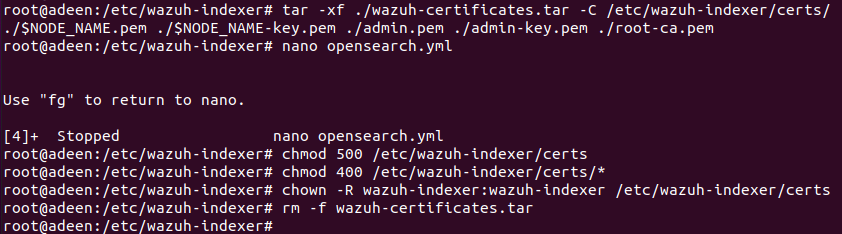 root@adeen:/etc/wazuh-indexer# tar -xf ./wazuh-certificates.tar -C /etc/wazuh-indexer/certs/
./$NODE_NAME.pem ./$NODE_NAME-key.pem ./admin.pem ./admin-key.pem ./root-ca.pem
root@adeen:/etc/wazuh-indexer# nano opensearch.yml
Use "fg" to return to nano.
[4]+  Stopped                 nano opensearch.yml
root@adeen:/etc/wazuh-indexer# chmod 500 /etc/wazuh-indexer/certs
root@adeen:/etc/wazuh-indexer# chmod 400 /etc/wazuh-indexer/certs/*
root@adeen:/etc/wazuh-indexer# chown -R wazuh-indexer:wazuh-indexer /etc/wazuh-indexer/certs
root@adeen:/etc/wazuh-indexer# rm -f wazuh-certificates.tar
root@adeen:/etc/wazuh-indexer#